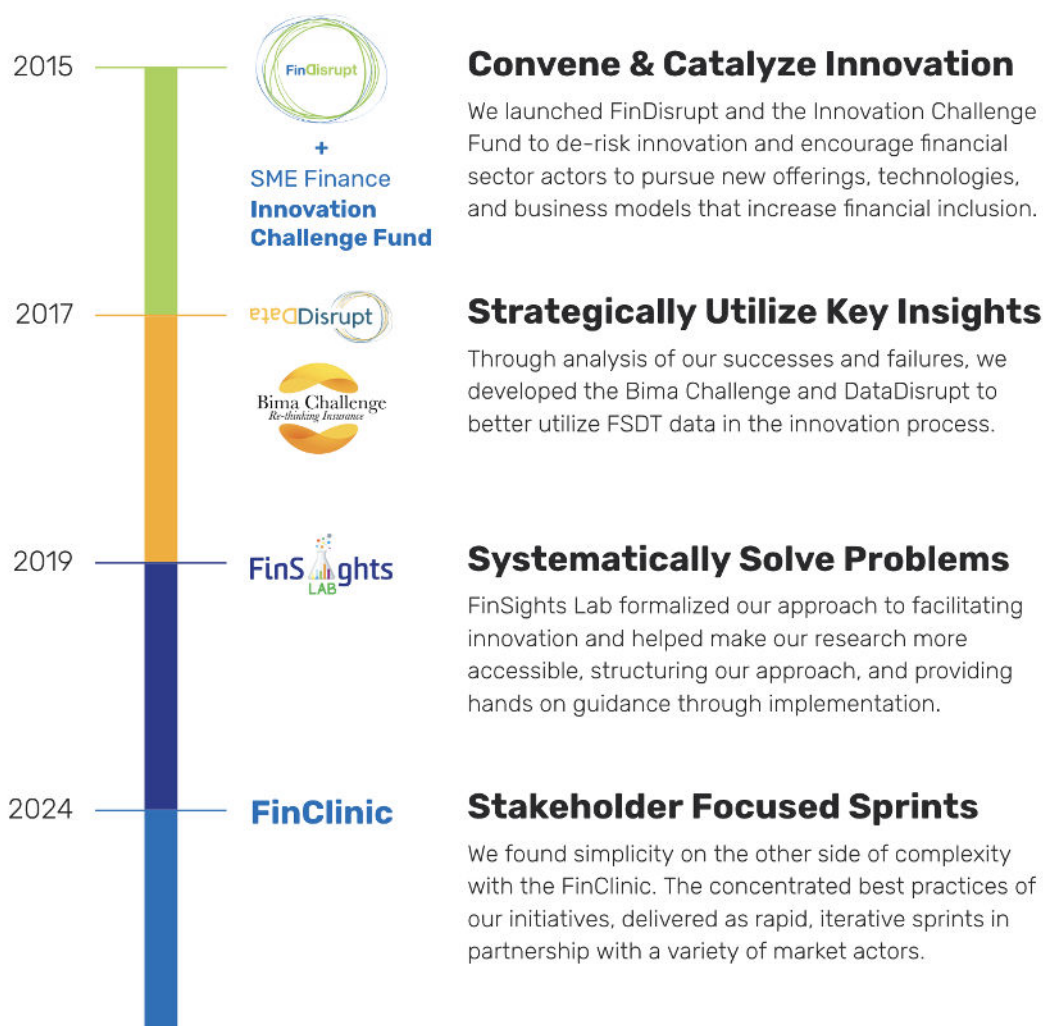 2015
FinDisrupt
+
SME Finance
Innovation
Challenge Fund
Convene & Catalyze Innovation
We launched FinDisrupt and the Innovation Challenge
Fund to de-risk innovation and encourage financial
sector actors to pursue new offerings, technologies,
and business models that increase financial inclusion.
2017
DataDisrupt
Bima Challenge
Re-thinking Insurance
Strategically Utilize Key Insights
Through analysis of our successes and failures, we
developed the Bima Challenge and DataDisrupt to
better utilize FSDT data in the innovation process.
2019
FinSights
LAB
Systematically Solve Problems
FinSights Lab formalized our approach to facilitating
innovation and helped make our research more
accessible, structuring our approach, and providing
hands on guidance through implementation.
2024
FinClinic
Stakeholder Focused Sprints
We found simplicity on the other side of complexity
with the FinClinic. The concentrated best practices of
our initiatives, delivered as rapid, iterative sprints in
partnership with a variety of market actors.